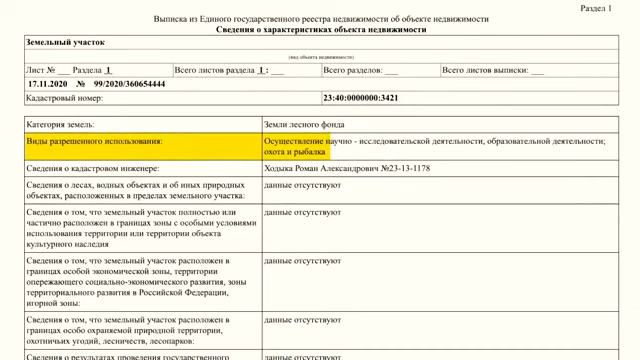 Раздел 1
Выписка из Единого государственного реестра недвижимости об объекте недвижимости
Сведения о характеристиках объекта недвижимости
Земельный участок
(вид объекта недвижимости)
Лист № ___ Раздела 1 Всего листов раздела 1 : ___ Всего разделов: ___ Всего листов выписки: ___
17.11.2020 № 99/2020/360654444
Кадастровый номер: 23:40:0000000:3421
Категория земель: Земли лесного фонда
Виды разрешенного использования: Осуществление научно - исследовательской деятельности, образовательной деятельности;
охота и рыбалка
Сведения о кадастровом инженере: Ходыка Роман Александрович №23-13-1178
Сведения о лесах, водных объектах и об иных природных данные отсутствуют
объектах, расположенных в пределах земельного участка:
Сведения о том, что земельный участок полностью или данные отсутствуют
частично расположен в границах зоны с особыми условиями
использования территории или территории объекта
культурного наследия
Сведения о том, что земельный участок расположен в данные отсутствуют
границах особой экономической зоны, территории
опережающего социально-экономического развития, зоны
территориального развития в Российской Федерации,
игорной зоны:
Сведения о том, что земельный участок расположен в данные отсутствуют
границах особо охраняемой природной территории,
охотничьих угодий, лесничеств, лесопарков:
Сведения о результатах проведения государственного данные отсутствуют